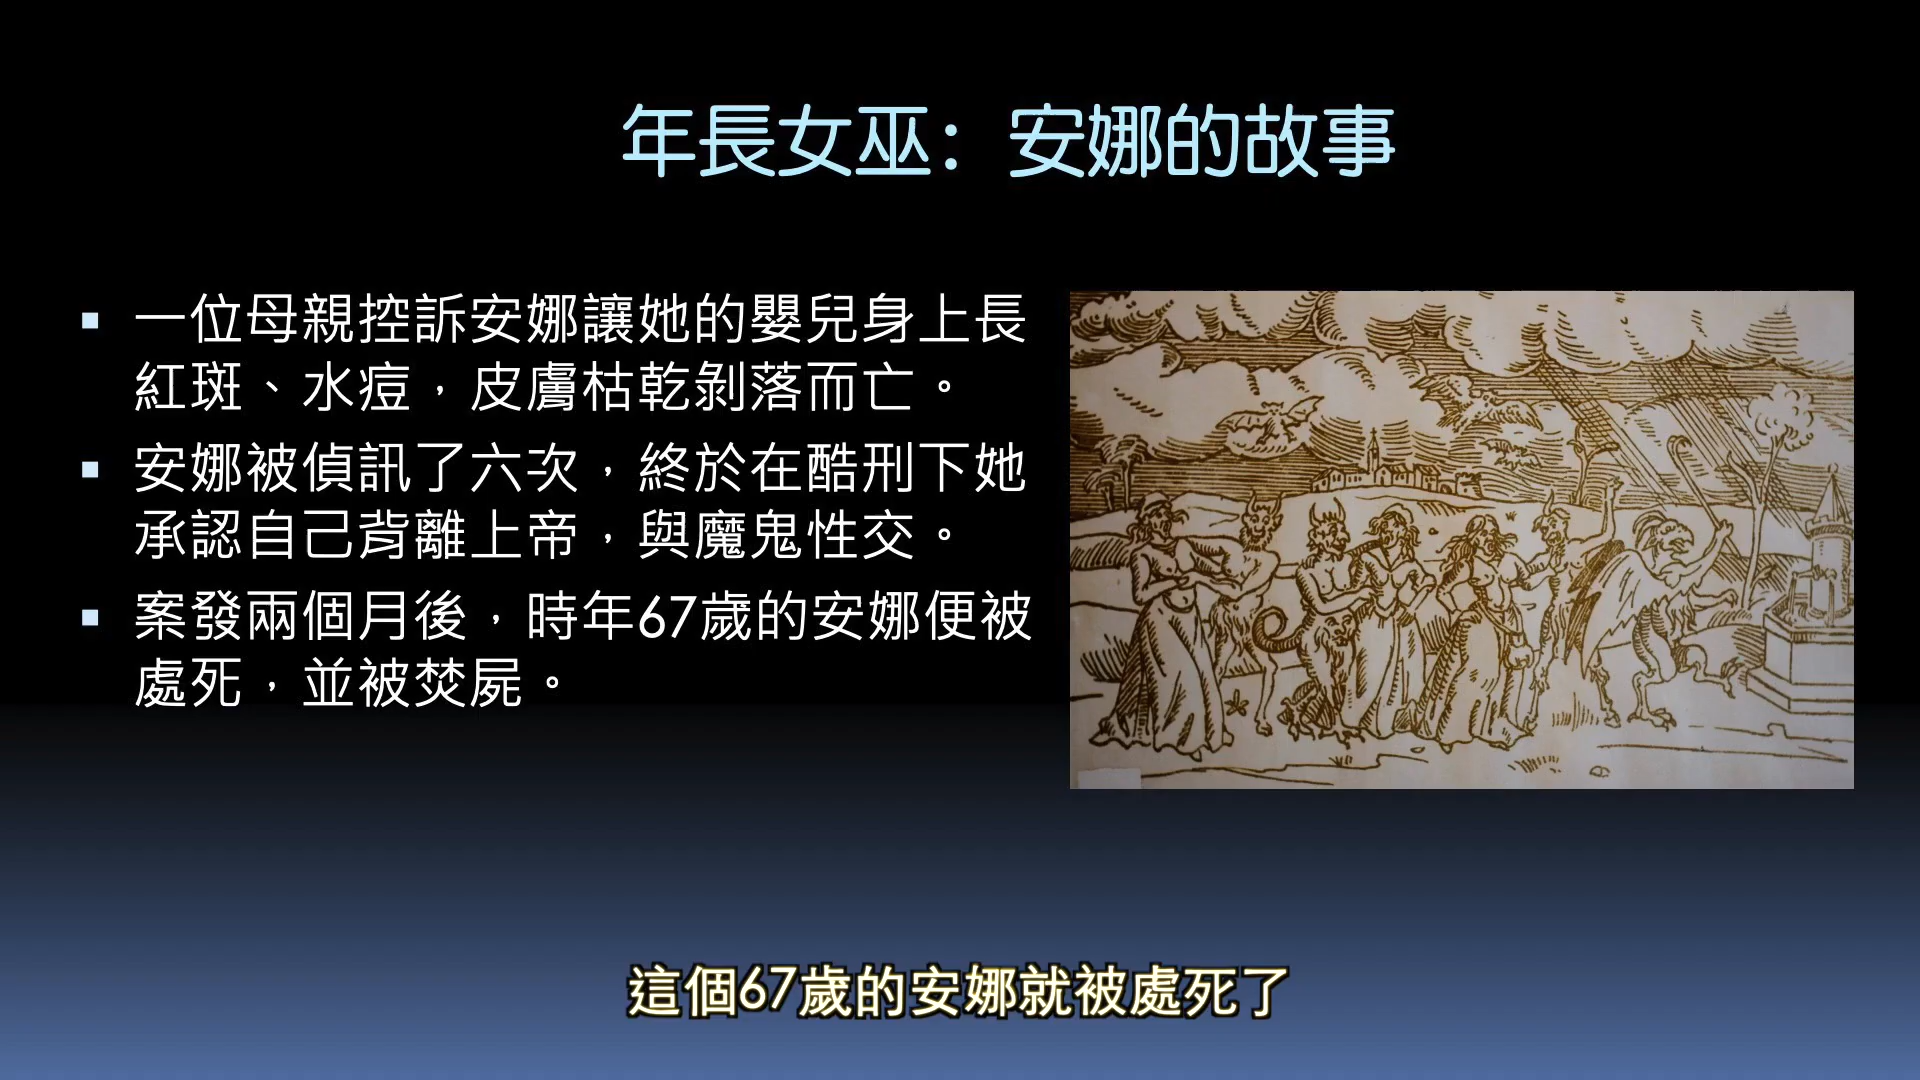 年長女巫：安娜的故事
一位母親控訴安娜讓她的嬰兒身上長
紅斑、水痘，皮膚枯乾剝落而亡。
安娜被偵訊了六次，終於在酷刑下她
承認自己背離上帝，與魔鬼性交。
案發兩個月後，時年67歲的安娜便被
處死，並被焚屍。
這個67歲的安娜就被處死了